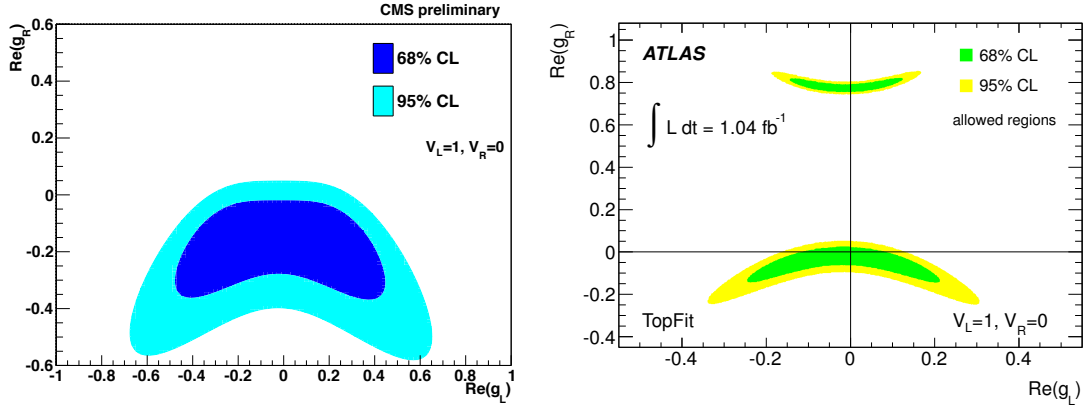 CMS preliminary
Re(g_R)
0.6
0.4
0.2
0
-0.2
-0.4
-0.6
68% CL
95% CL
V_L=1, V_R=0
-1 -0.8 -0.6 -0.4 -0.2 0 0.2 0.4 0.6 0.8 1
Re(g_L)
Re(g_R)
1
0.8
0.6
0.4
0.2
0
-0.2
-0.4
ATLAS
68% CL
95% CL
allowed regions
∫ L dt = 1.04 fb^-1
TopFit
V_L=1, V_R=0
-0.4 -0.2 0 0.2 0.4
Re(g_L)